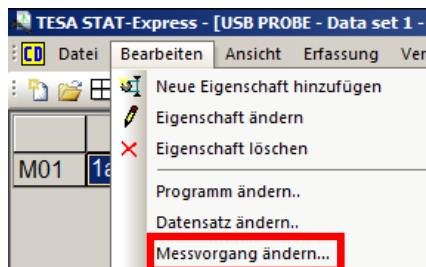 TESA STAT-Express - [USB PROBE - Data set 1 -
CD Datei Bearbeiten Ansicht Erfassung Ver
Neue Eigenschaft hinzufügen
Eigenschaft ändern
Eigenschaft löschen
M01 1a
Programm ändern..
Datensatz ändern..
Messvorgang ändern...